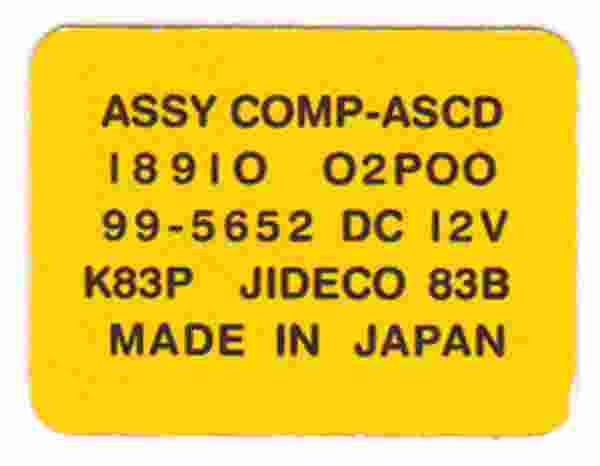 ASSY COMP-ASCD
18910 02P00
99-5652 DC 12V
K83P JIDECO 83B
MADE IN JAPAN